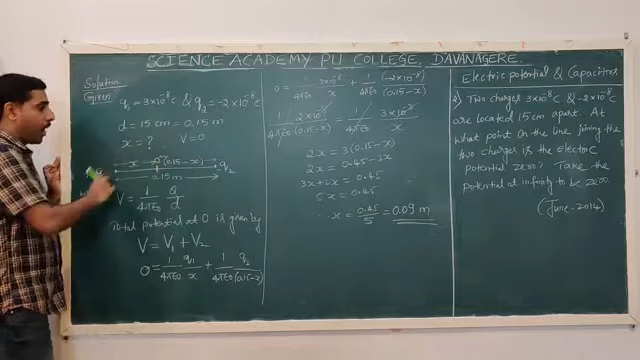 SCIENCE ACADEMY PU COLLEGE, DAVANAGERE.
Solution
Given
q₁ = 3×10⁻⁸C & q₂ = -2×10⁻⁸C
d = 15 cm = 0.15 m
x = ? V = 0
x 0 (0.15-x) q₂
0.15 m
V = 1/4πε₀ Q/d
Total potential at O is given by
V = V₁ + V₂
0 = 1/4πε₀ q₁/x + 1/4πε₀ q₂/(0.15-x)
0 = 1/4πε₀ 3×10⁻⁸/x + 1/4πε₀ (-2×10⁻⁸)/(0.15-x)
1/4πε₀ 2×10⁻⁸/(0.15-x) = 1/4πε₀ 3×10⁻⁸/x
2x = 3(0.15-x)
2x = 0.45-3x
3x+2x = 0.45
5x = 0.45
∴ x = 0.45/5 = 0.09 m
Electric potential & Capacitors
Two charges 3×10⁻⁸C & -2×10⁻⁸C
are located 15cm apart. At
what point on the line joining the
two charges is the Electric
potential zero? Take the
potential at infinity to be zero.
(June-2014)